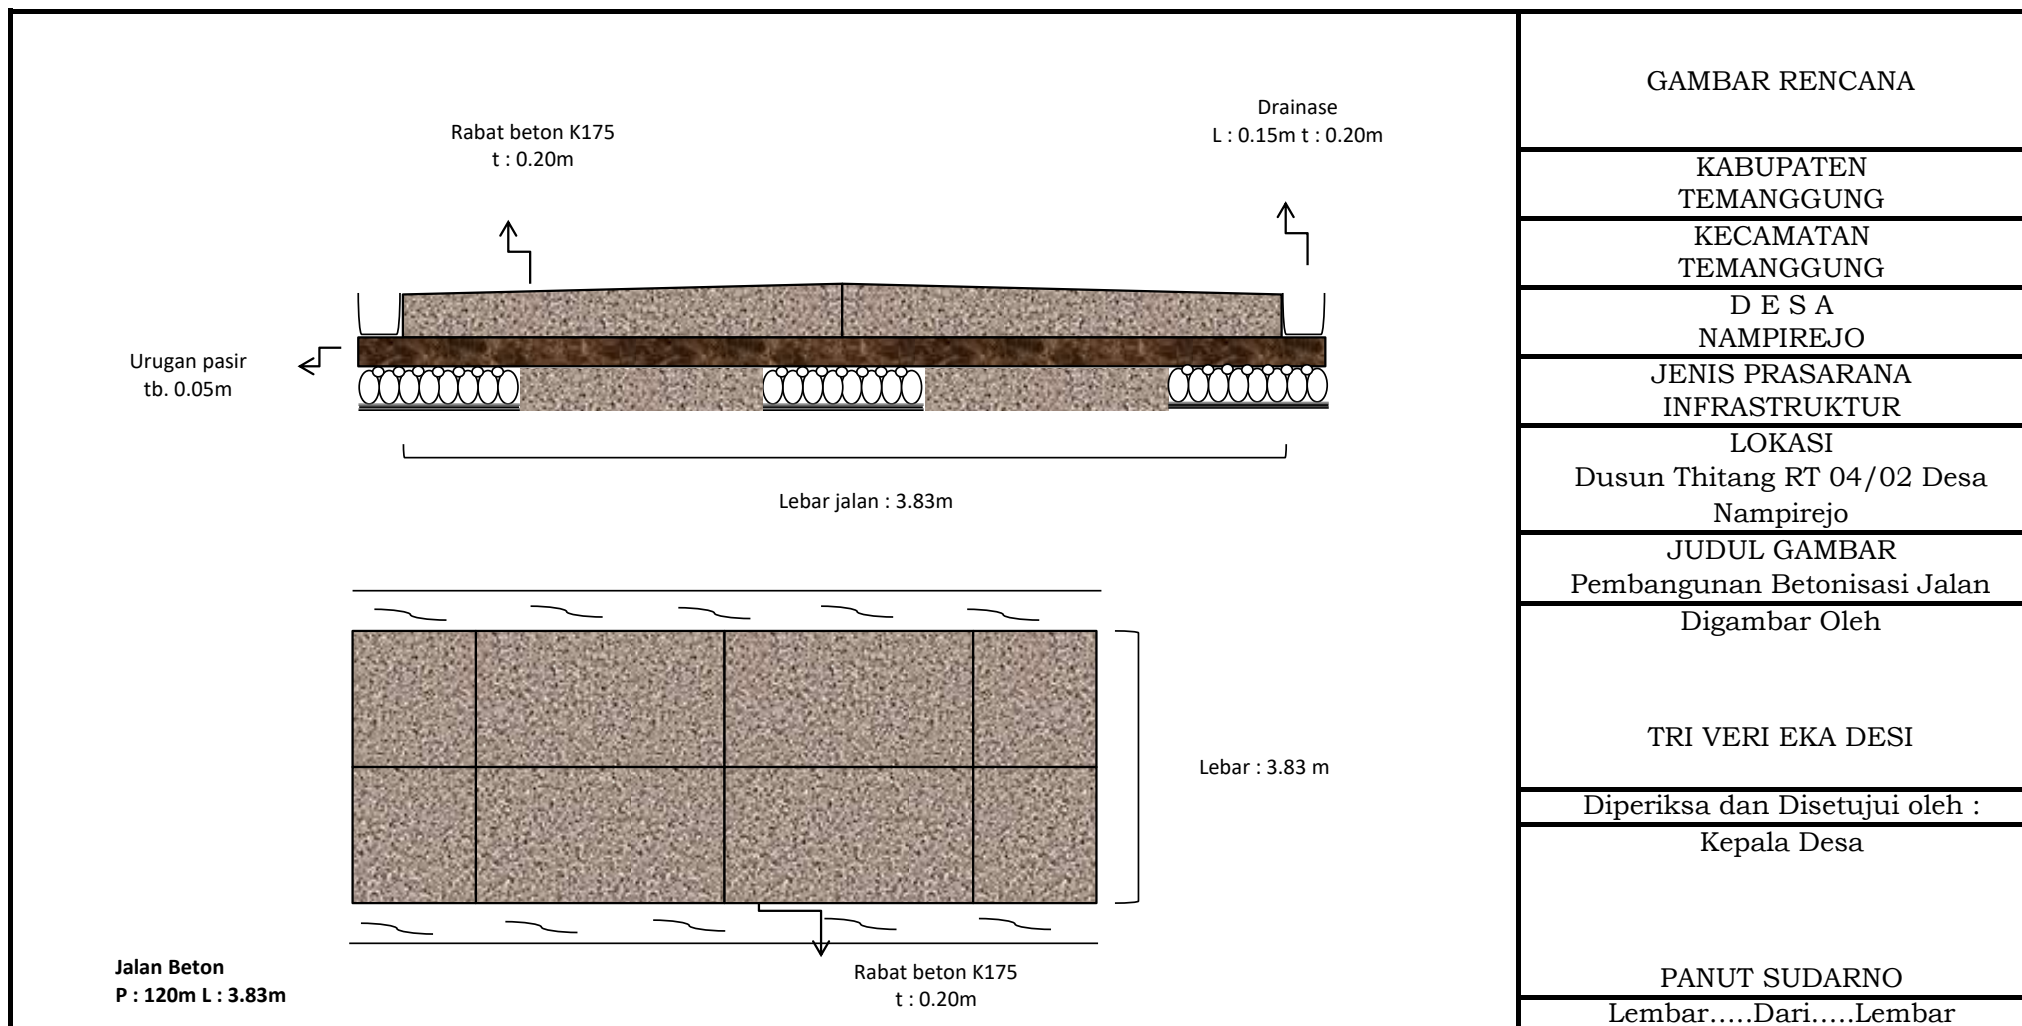 Rabat beton K175
t : 0.20m
Drainase
L : 0.15m t : 0.20m
Urugan pasir
tb. 0.05m
Lebar jalan : 3.83m
Lebar : 3.83 m
Rabat beton K175
t : 0.20m
Jalan Beton
P : 120m L : 3.83m
GAMBAR RENCANA
KABUPATEN
TEMANGGUNG
KECAMATAN
TEMANGGUNG
D E S A
NAMPIREJO
JENIS PRASARANA
INFRASTRUKTUR
LOKASI
Dusun Thitang RT 04/02 Desa
Nampirejo
JUDUL GAMBAR
Pembangunan Betonisasi Jalan
Digambar Oleh
TRI VERI EKA DESI
Diperiksa dan Disetujui oleh :
Kepala Desa
PANUT SUDARNO
Lembar.....Dari.....Lembar